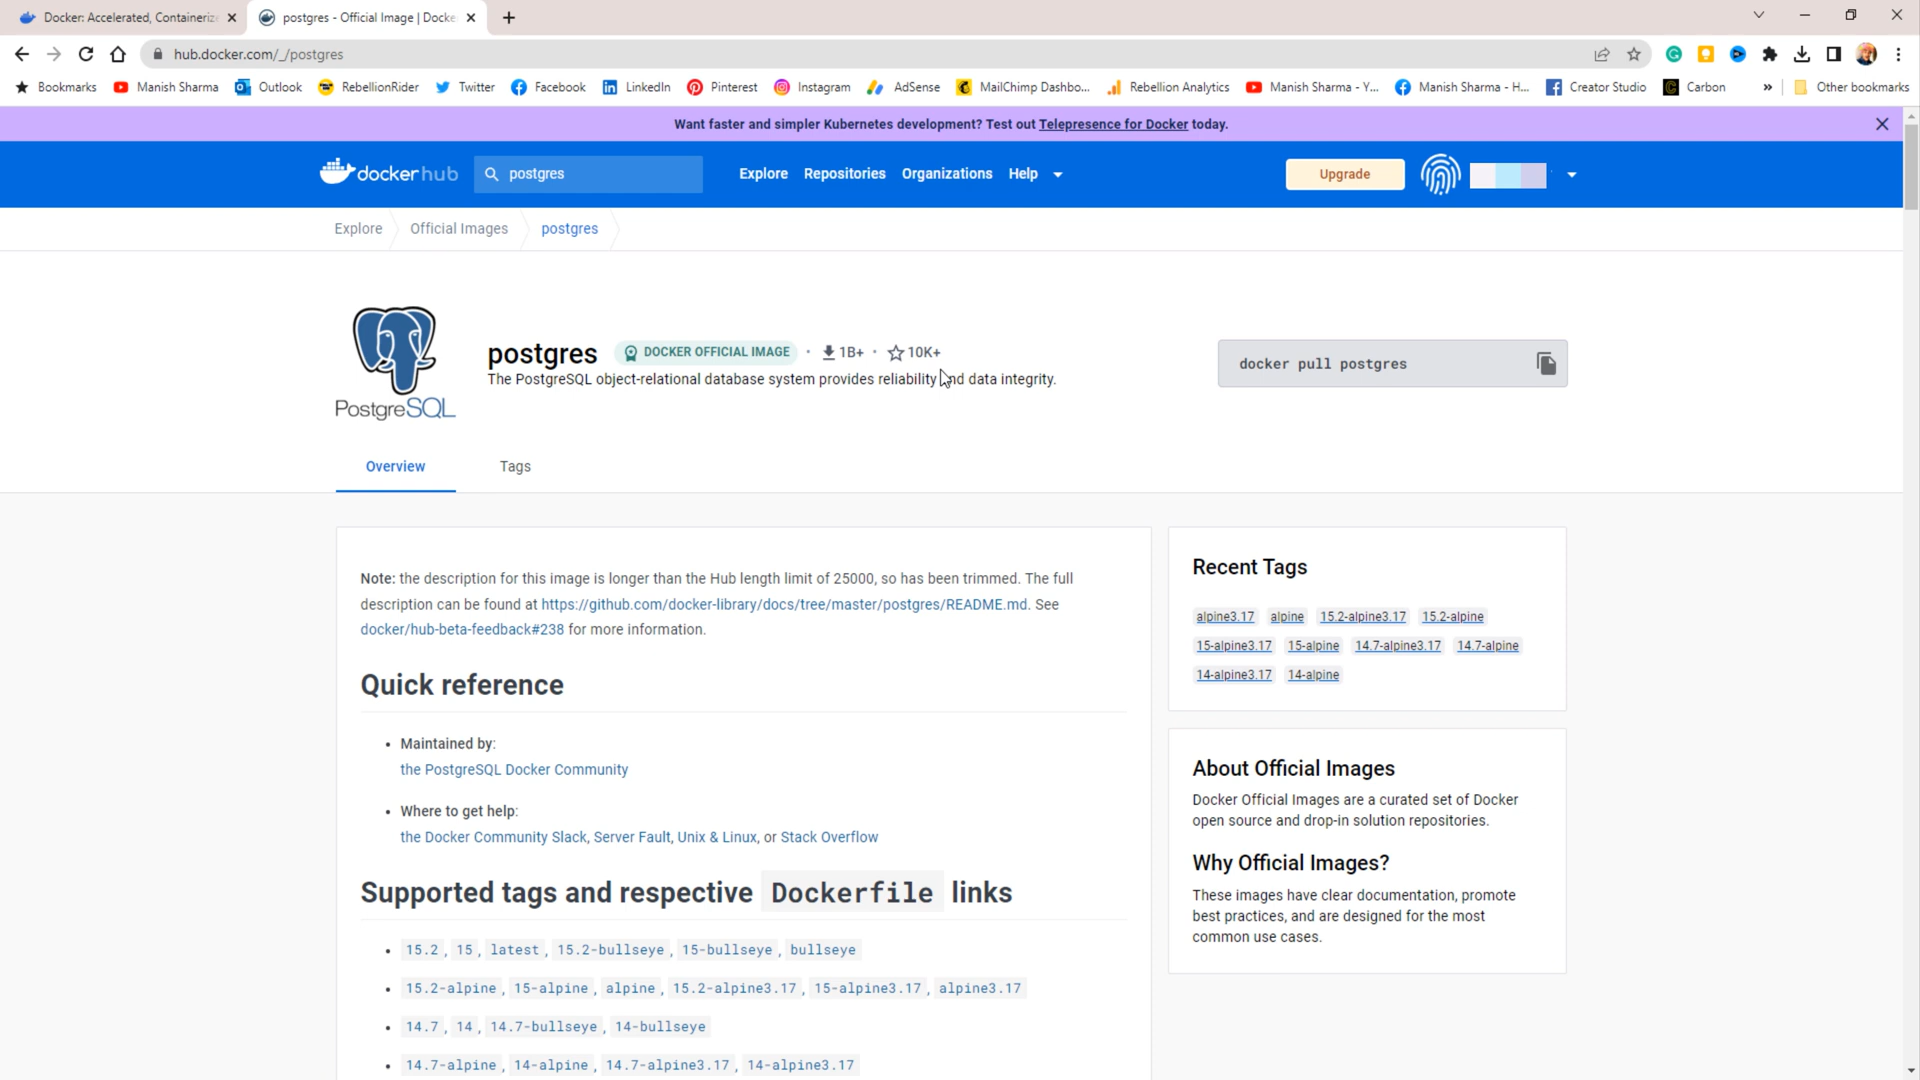 Docker: Accelerated, Containeriz
postgres - Official Image | Docke
hub.docker.com/_/postgres
Bookmarks Manish Sharma Outlook RebellionRider Twitter Facebook LinkedIn Pinterest Instagram AdSense MailChimp Dashbo... Rebellion Analytics Manish Sharma - Y... Manish Sharma - H... Creator Studio Carbon » Other bookmarks
Want faster and simpler Kubernetes development? Test out Telepresence for Docker today.
dockerhub postgres Explore Repositories Organizations Help Upgrade
Explore Official Images postgres
PostgreSQL
postgres DOCKER OFFICIAL IMAGE • 1B+ • 10K+
The PostgreSQL object-relational database system provides reliability and data integrity.
docker pull postgres
Overview Tags
Note: the description for this image is longer than the Hub length limit of 25000, so has been trimmed. The full
description can be found at https://github.com/docker-library/docs/tree/master/postgres/README.md. See
docker/hub-beta-feedback#238 for more information.
Quick reference
• Maintained by:
the PostgreSQL Docker Community
• Where to get help:
the Docker Community Slack, Server Fault, Unix & Linux, or Stack Overflow
Supported tags and respective Dockerfile links
• 15.2, 15, latest, 15.2-bullseye, 15-bullseye, bullseye
• 15.2-alpine, 15-alpine, alpine, 15.2-alpine3.17, 15-alpine3.17, alpine3.17
• 14.7, 14, 14.7-bullseye, 14-bullseye
• 14.7-alpine, 14-alpine, 14.7-alpine3.17, 14-alpine3.17
Recent Tags
alpine3.17 alpine 15.2-alpine3.17 15.2-alpine
15-alpine3.17 15-alpine 14.7-alpine3.17 14.7-alpine
14-alpine3.17 14-alpine
About Official Images
Docker Official Images are a curated set of Docker
open source and drop-in solution repositories.
Why Official Images?
These images have clear documentation, promote
best practices, and are designed for the most
common use cases.